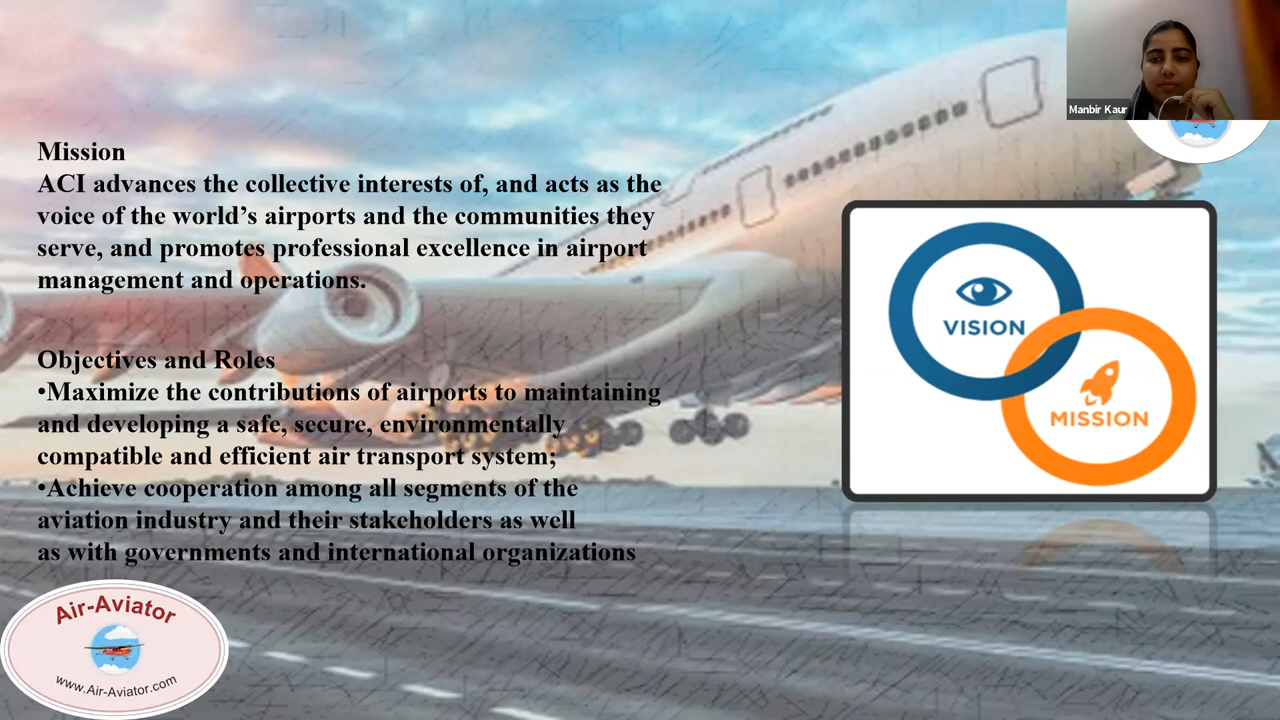 Manbir Kaur
Mission
ACI advances the collective interests of, and acts as the
voice of the world’s airports and the communities they
serve, and promotes professional excellence in airport
management and operations.
Objectives and Roles
•Maximize the contributions of airports to maintaining
and developing a safe, secure, environmentally
compatible and efficient air transport system;
•Achieve cooperation among all segments of the
aviation industry and their stakeholders as well
as with governments and international organizations
VISION
MISSION
Air-Aviator
www.Air-Aviator.com